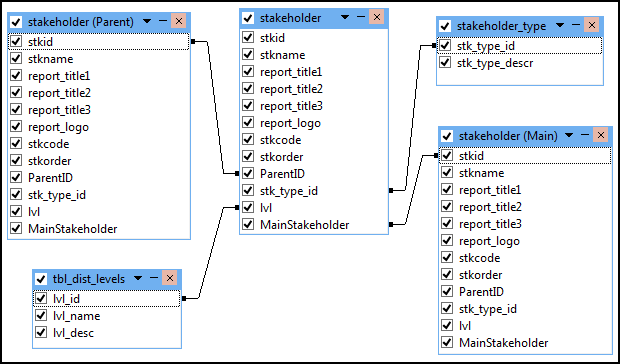 stakeholder (Parent)
stkid
stkname
report_title1
report_title2
report_title3
report_logo
stkcode
stkorder
ParentID
stk_type_id
lvl
MainStakeholder
stakeholder
stkid
stkname
report_title1
report_title2
report_title3
report_logo
stkcode
stkorder
ParentID
stk_type_id
lvl
MainStakeholder
stakeholder_type
stk_type_id
stk_type_descr
stakeholder (Main)
stkid
stkname
report_title1
report_title2
report_title3
report_logo
stkcode
stkorder
ParentID
stk_type_id
lvl
MainStakeholder
tbl_dist_levels
lvl_id
lvl_name
lvl_desc